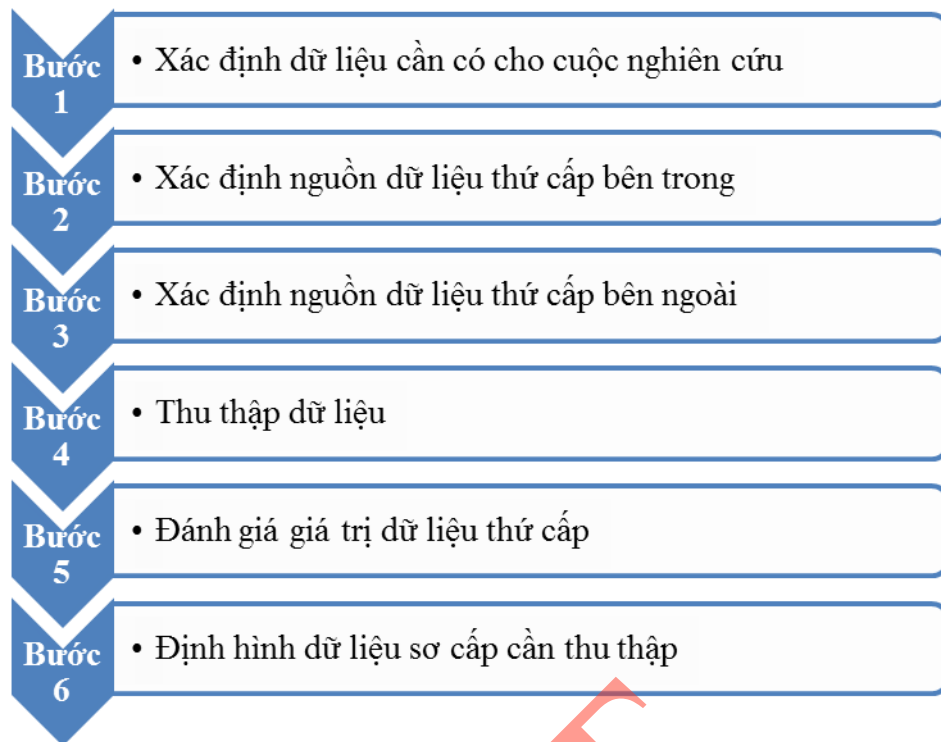 Bước 1
• Xác định dữ liệu cần có cho cuộc nghiên cứu
Bước 2
• Xác định nguồn dữ liệu thứ cấp bên trong
Bước 3
• Xác định nguồn dữ liệu thứ cấp bên ngoài
Bước 4
• Thu thập dữ liệu
Bước 5
• Đánh giá giá trị dữ liệu thứ cấp
Bước 6
• Định hình dữ liệu sơ cấp cần thu thập